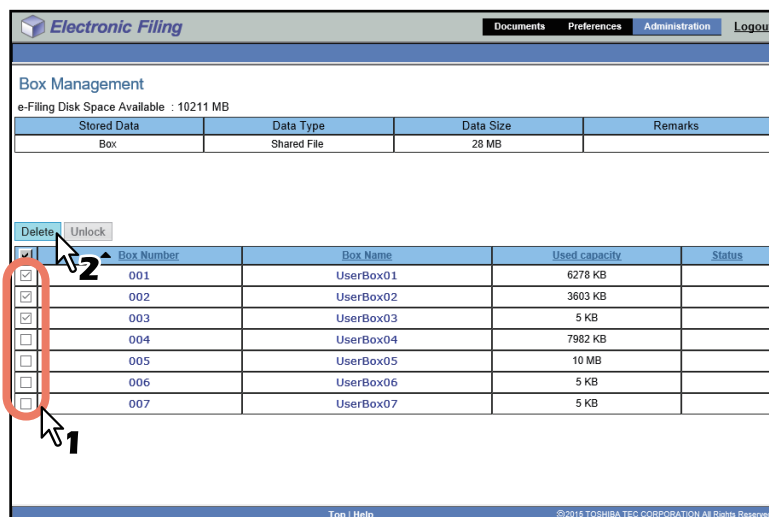 Electronic Filing Documents Preferences Administration Logou
Box Management
e-Filing Disk Space Available : 10211 MB
Stored Data Data Type Data Size Remarks
Box Shared File 28 MB
Delete Unlock
2
Box Number Box Name Used capacity Status
001 UserBox01 6278 KB
002 UserBox02 3603 KB
003 UserBox03 5 KB
004 UserBox04 7982 KB
005 UserBox05 10 MB
006 UserBox06 5 KB
007 UserBox07 5 KB
1
Top | Help ©2015 TOSHIBA TEC CORPORATION All Rights Reserved